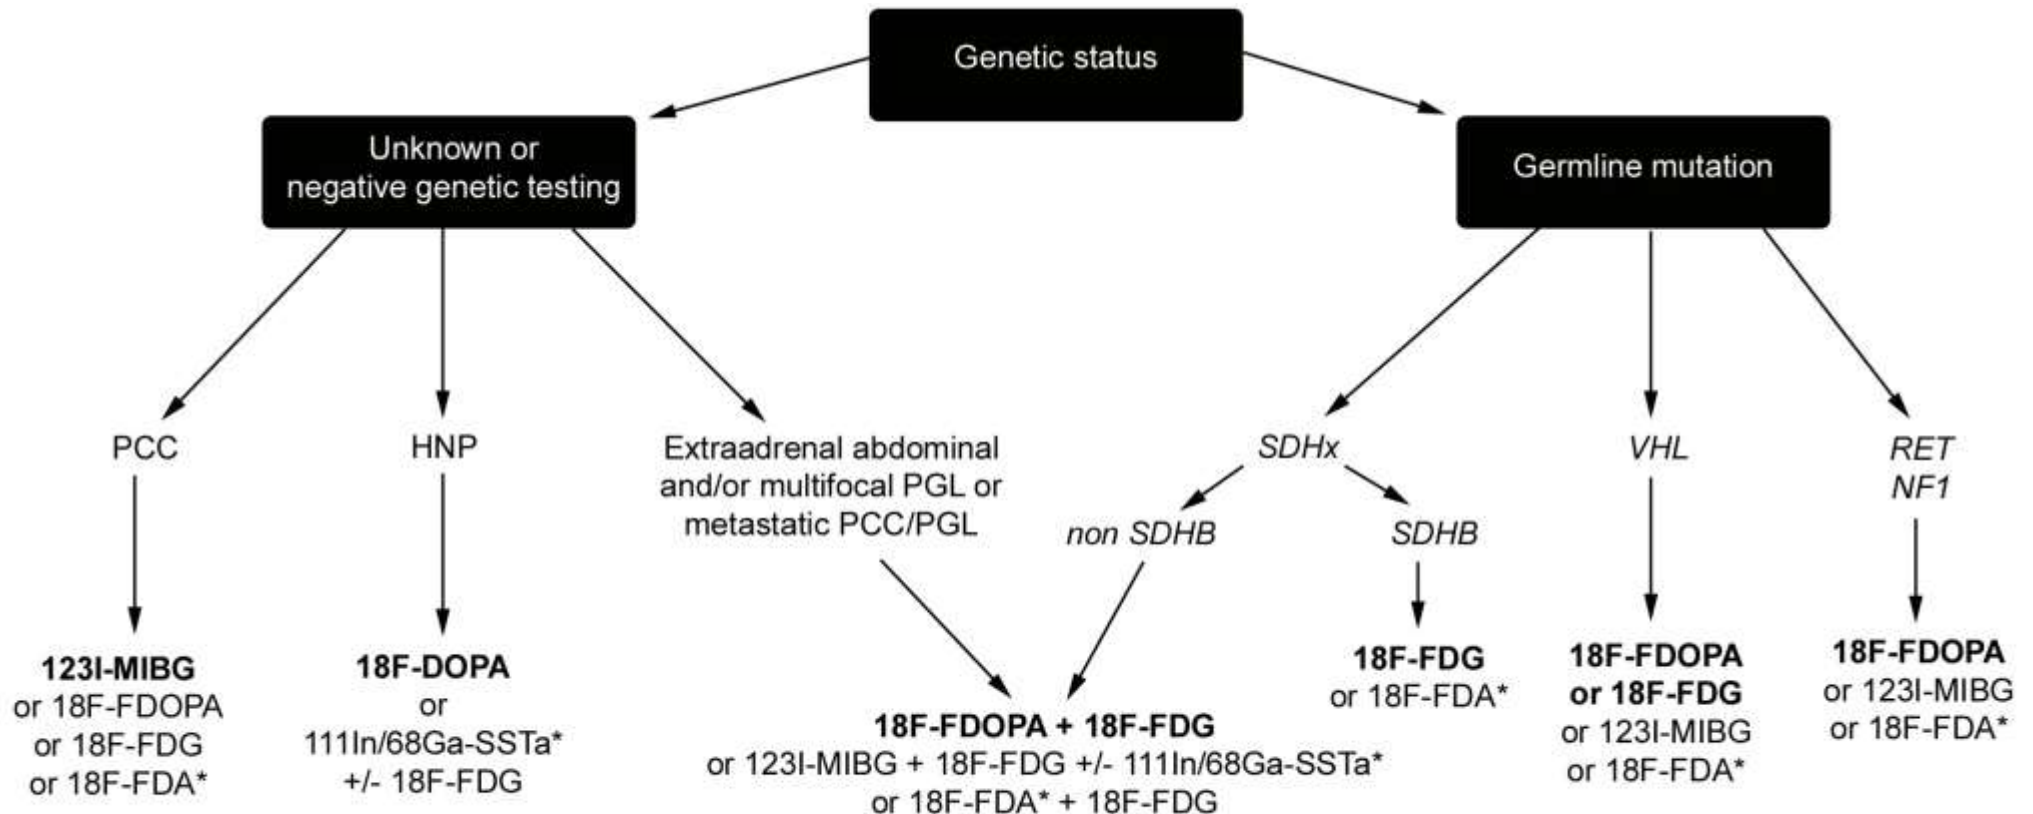 Genetic status
Unknown or
negative genetic testing
Germline mutation
PCC
HNP
Extraadrenal abdominal
and/or multifocal PGL or
metastatic PCC/PGL
SDHx
VHL
RET
NF1
non SDHB
SDHB
123I-MIBG
or 18F-FDOPA
or 18F-FDG
or 18F-FDA*
18F-DOPA
or
111In/68Ga-SSTa*
+/- 18F-FDG
18F-FDOPA + 18F-FDG
or 123I-MIBG + 18F-FDG +/- 111In/68Ga-SSTa*
or 18F-FDA* + 18F-FDG
18F-FDG
or 18F-FDA*
18F-FDOPA
or 18F-FDG
or 123I-MIBG
or 18F-FDA*
18F-FDOPA
or 123I-MIBG
or 18F-FDA*